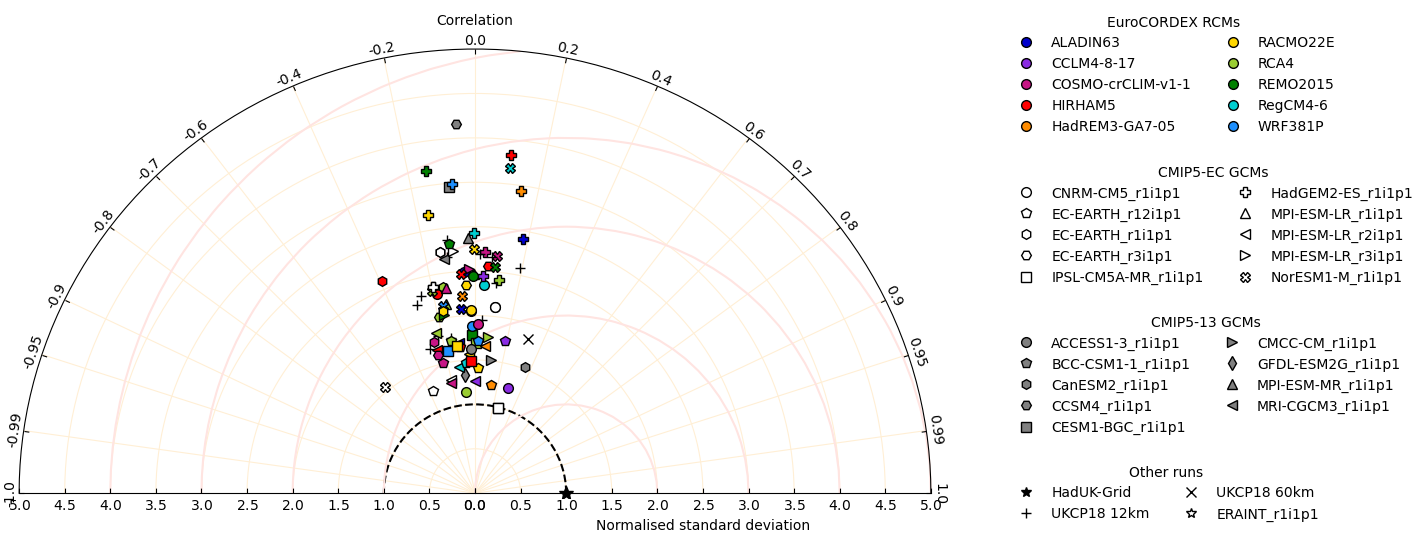 Correlation
0.0
-0.2
0.2
-0.4
0.4
-0.6
0.6
-0.7
0.7
-0.8
0.8
-0.9
0.9
-0.95
0.95
-0.99
0.99
-1.0
1.0
5.0 4.5 4.0 3.5 3.0 2.5 2.0 1.5 1.0 0.5 0.0 0.5 1.0 1.5 2.0 2.5 3.0 3.5 4.0 4.5 5.0
Normalised standard deviation
EuroCORDEX RCMs
ALADIN63
CCLM4-8-17
COSMO-crCLIM-v1-1
HIRHAM5
HadREM3-GA7-05
RACMO22E
RCA4
REMO2015
RegCM4-6
WRF381P
CMIP5-EC GCMs
CNRM-CM5_r1i1p1
EC-EARTH_r12i1p1
EC-EARTH_r1i1p1
EC-EARTH_r3i1p1
IPSL-CM5A-MR_r1i1p1
HadGEM2-ES_r1i1p1
MPI-ESM-LR_r1i1p1
MPI-ESM-LR_r2i1p1
MPI-ESM-LR_r3i1p1
NorESM1-M_r1i1p1
CMIP5-13 GCMs
ACCESS1-3_r1i1p1
BCC-CSM1-1_r1i1p1
CanESM2_r1i1p1
CCSM4_r1i1p1
CESM1-BGC_r1i1p1
CMCC-CM_r1i1p1
GFDL-ESM2G_r1i1p1
MPI-ESM-MR_r1i1p1
MRI-CGCM3_r1i1p1
Other runs
HadUK-Grid
UKCP18 12km
UKCP18 60km
ERAINT_r1i1p1